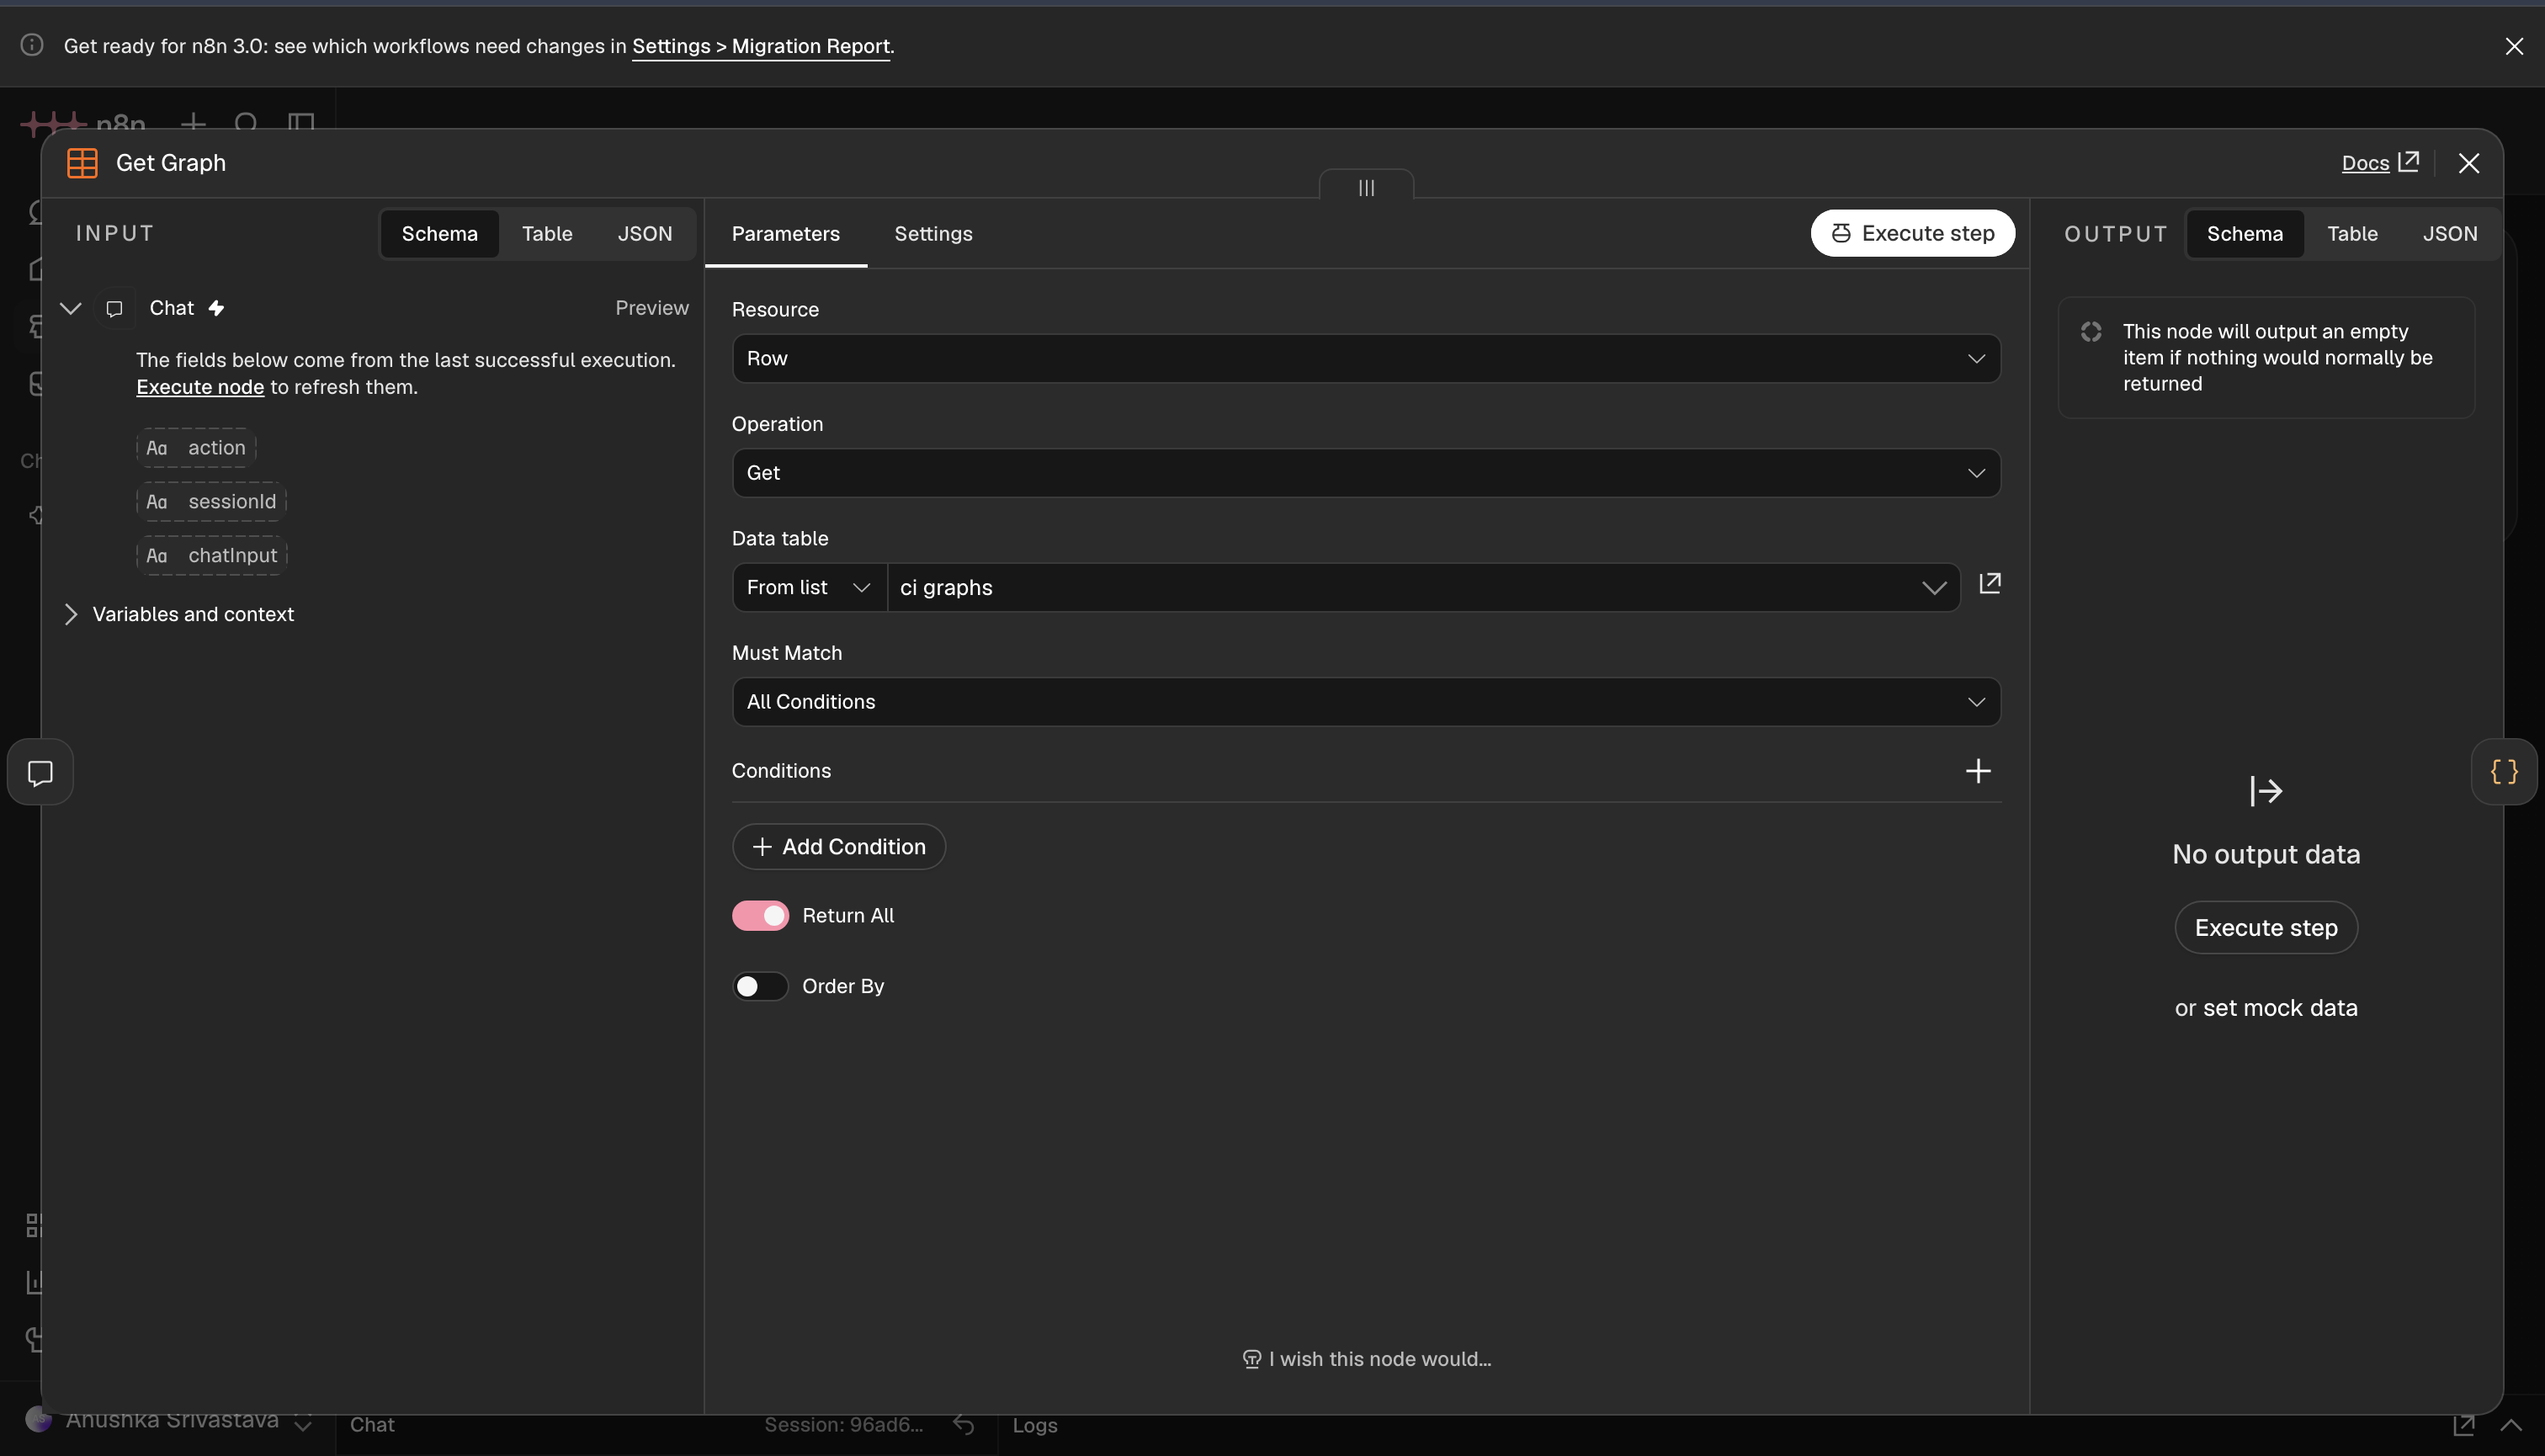 Get ready for n8n 3.0: see which workflows need changes in Settings > Migration Report.
n8n
Get Graph
Docs
INPUT
Schema
Table
JSON
Chat
Preview
The fields below come from the last successful execution.
Execute node to refresh them.
Aa action
Aa sessionId
Aa chatInput
Variables and context
Parameters
Settings
Execute step
Resource
Row
Operation
Get
Data table
From list
ci graphs
Must Match
All Conditions
Conditions
Add Condition
Return All
Order By
I wish this node would...
OUTPUT
Schema
Table
JSON
This node will output an empty
item if nothing would normally be
returned
No output data
Execute step
or set mock data
Anushka Srivastava
Chat
Session: 96ad6...
Logs